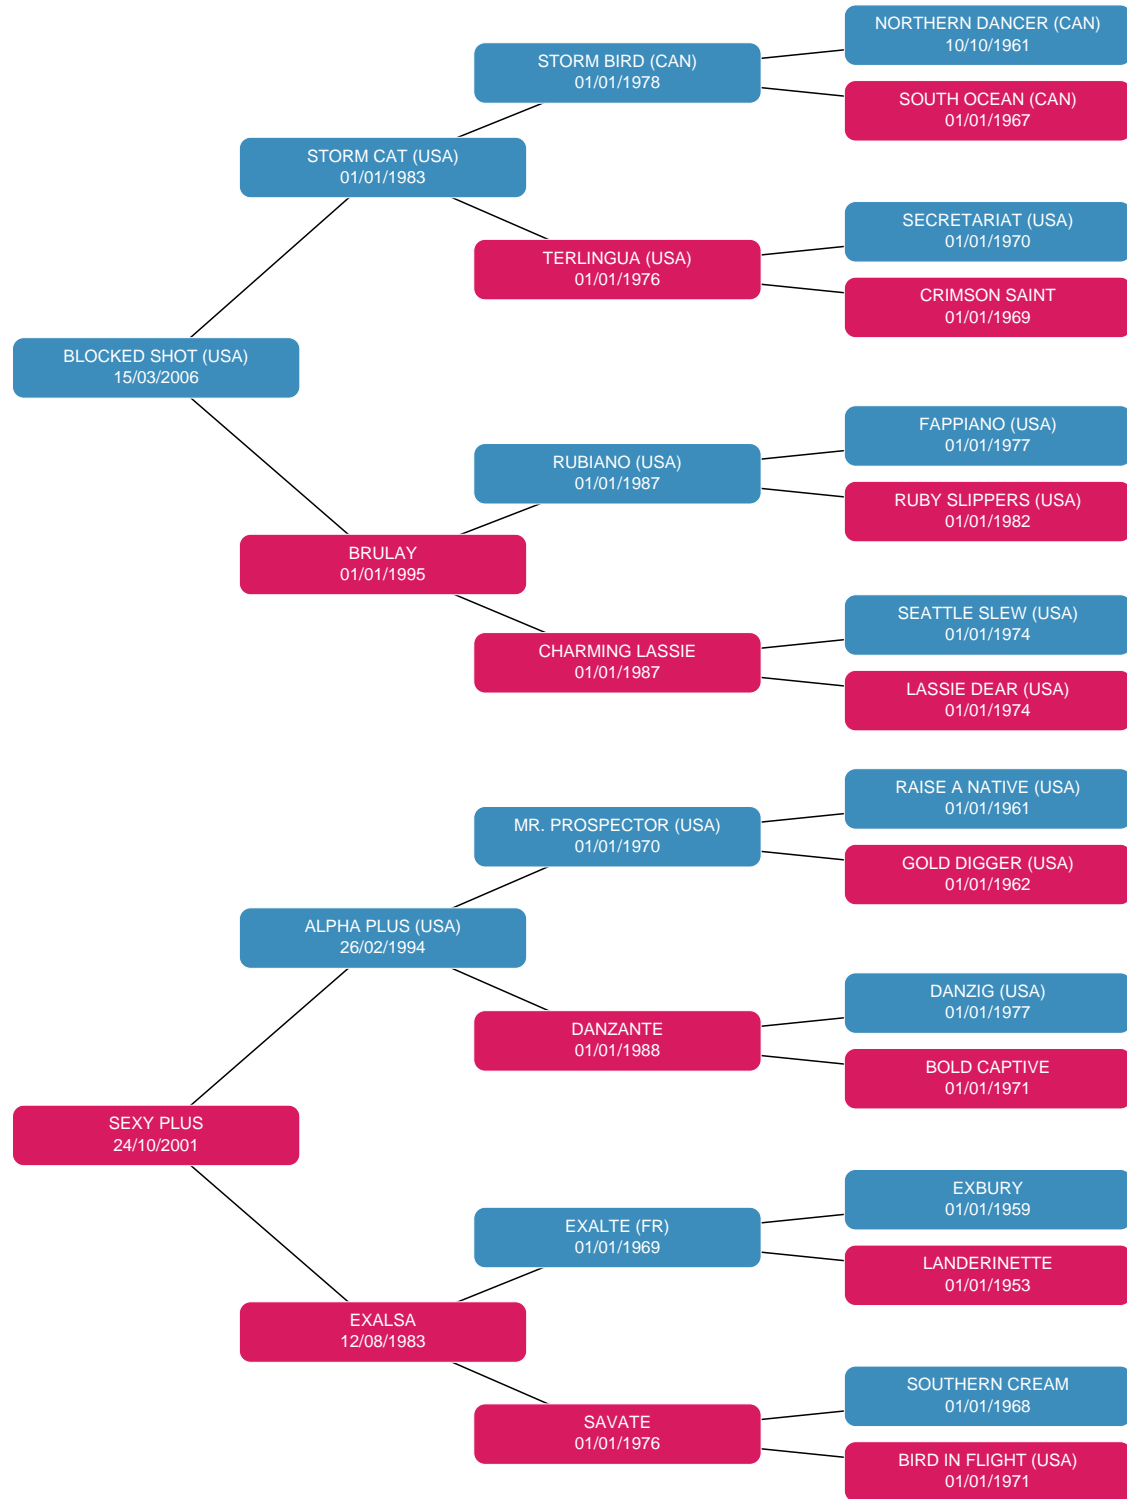 NORTHERN DANCER (CAN)
10/10/1961
STORM BIRD (CAN)
01/01/1978
SOUTH OCEAN (CAN)
01/01/1967
STORM CAT (USA)
01/01/1983
SECRETARIAT (USA)
01/01/1970
TERLINGUA (USA)
01/01/1976
CRIMSON SAINT
01/01/1969
BLOCKED SHOT (USA)
15/03/2006
FAPPIANO (USA)
01/01/1977
RUBIANO (USA)
01/01/1987
RUBY SLIPPERS (USA)
01/01/1982
BRULAY
01/01/1995
SEATTLE SLEW (USA)
01/01/1974
CHARMING LASSIE
01/01/1987
LASSIE DEAR (USA)
01/01/1974
RAISE A NATIVE (USA)
01/01/1961
MR. PROSPECTOR (USA)
01/01/1970
GOLD DIGGER (USA)
01/01/1962
ALPHA PLUS (USA)
26/02/1994
DANZIG (USA)
01/01/1977
DANZANTE
01/01/1988
BOLD CAPTIVE
01/01/1971
SEXY PLUS
24/10/2001
EXBURY
01/01/1959
EXALTE (FR)
01/01/1969
LANDERINETTE
01/01/1953
EXALSA
12/08/1983
SOUTHERN CREAM
01/01/1968
SAVATE
01/01/1976
BIRD IN FLIGHT (USA)
01/01/1971